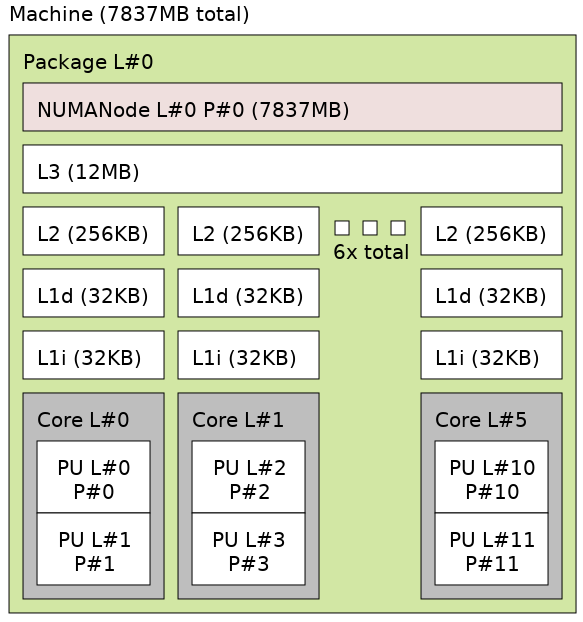 Machine (7837MB total)
Package L#0
NUMANode L#0 P#0 (7837MB)
L3 (12MB)
L2 (256KB)
L2 (256KB)
6x total
L2 (256KB)
L1d (32KB)
L1d (32KB)
L1d (32KB)
L1i (32KB)
L1i (32KB)
L1i (32KB)
Core L#0
PU L#0
P#0
PU L#1
P#1
Core L#1
PU L#2
P#2
PU L#3
P#3
Core L#5
PU L#10
P#10
PU L#11
P#11